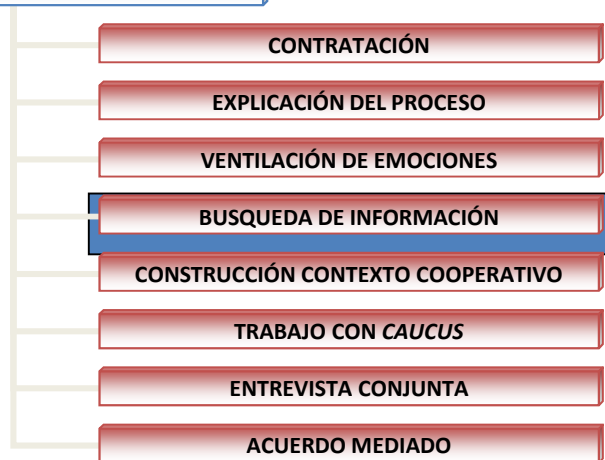 CONTRATACIÓN
EXPLICACIÓN DEL PROCESO
VENTILACIÓN DE EMOCIONES
BUSQUEDA DE INFORMACIÓN
CONSTRUCCIÓN CONTEXTO COOPERATIVO
TRABAJO CON CAUCUS
ENTREVISTA CONJUNTA
ACUERDO MEDIADO